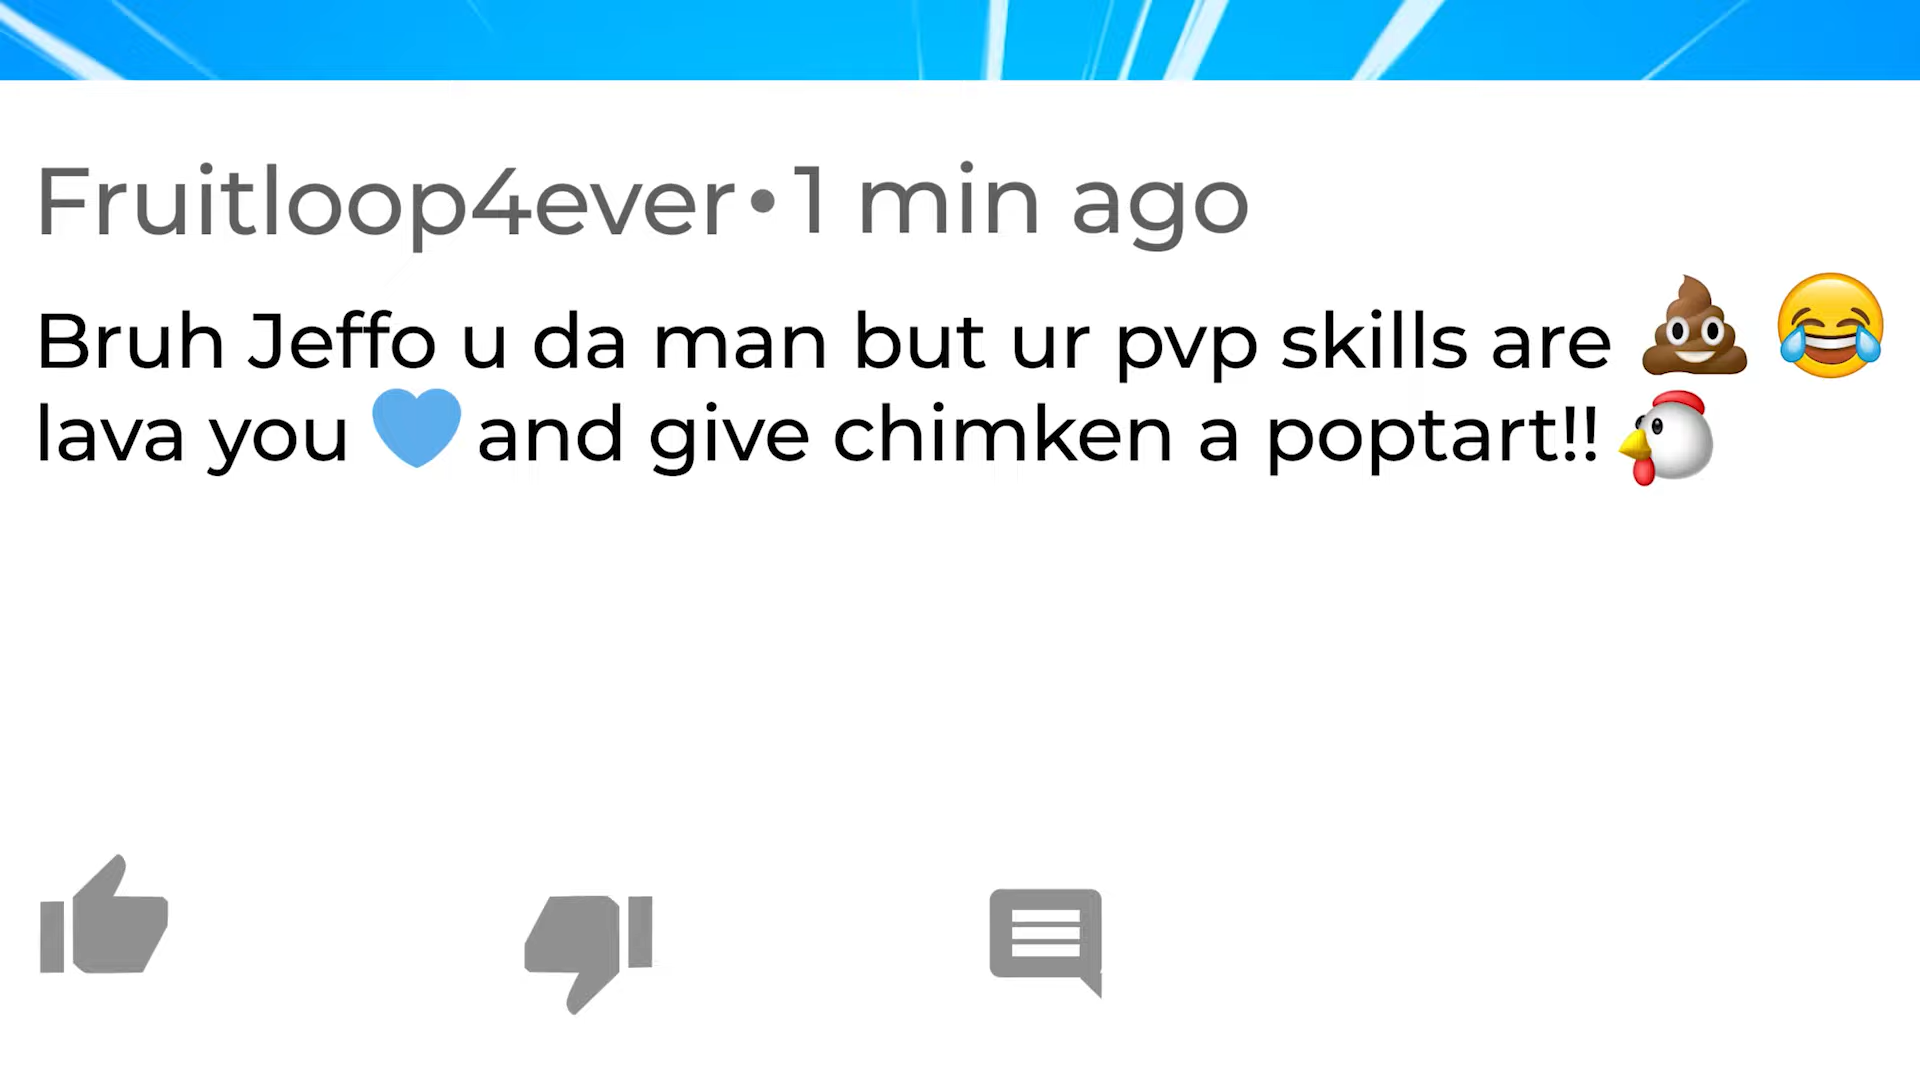 Fruitloop4ever•1 min ago
Bruh Jeffo u da man but ur pvp skills are 💩 😂
lava you 💙 and give chimken a poptart!! 🐔